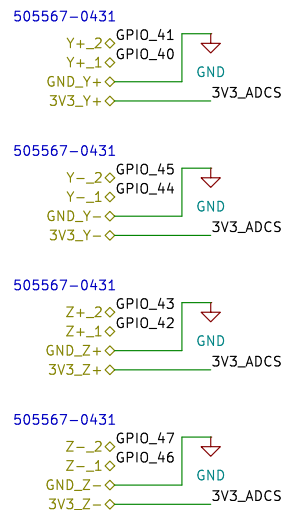 505567-0431
Y+_2 GPIO_41
Y+_1 GPIO_40
GND_Y+ GND
3V3_Y+ 3V3_ADCS
505567-0431
Y-_2 GPIO_45
Y-_1 GPIO_44
GND_Y- GND
3V3_Y- 3V3_ADCS
505567-0431
Z+_2 GPIO_43
Z+_1 GPIO_42
GND_Z+ GND
3V3_Z+ 3V3_ADCS
505567-0431
Z-_2 GPIO_47
Z-_1 GPIO_46
GND_Z- GND
3V3_Z- 3V3_ADCS